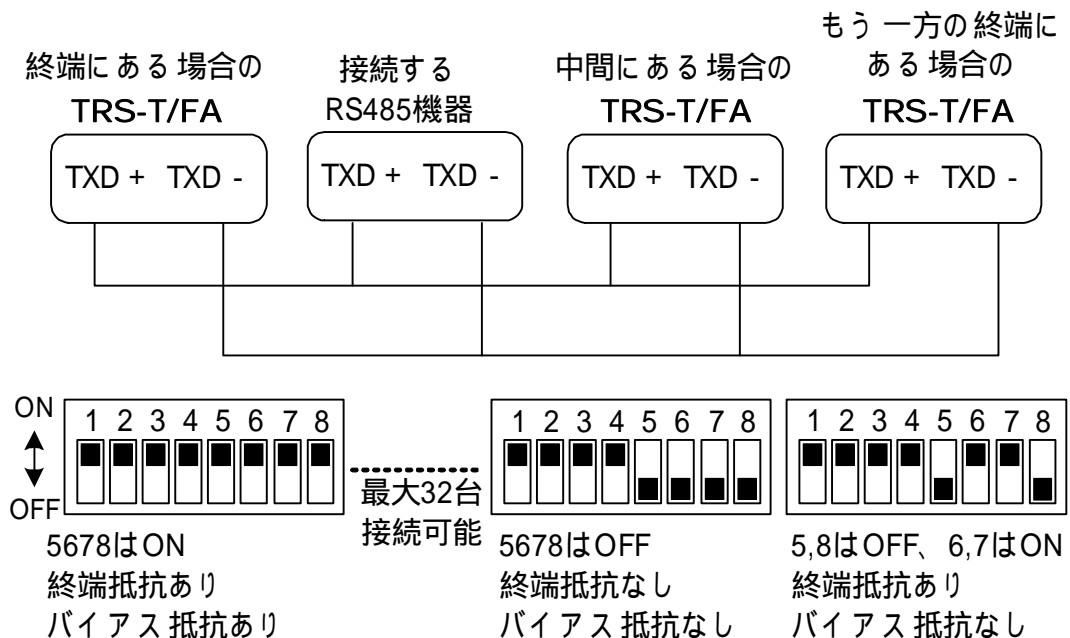 終端にある場合の
TRS-T/FA
TXD + TXD -
接続する
RS485機器
TXD + TXD -
中間にある場合の
TRS-T/FA
TXD + TXD -
もう一方の終端に
ある場合の
TRS-T/FA
TXD + TXD -
ON
OFF
1 2 3 4 5 6 7 8
5678はON
終端抵抗あり
バイアス抵抗あり
最大32台
接続可能
1 2 3 4 5 6 7 8
5678はOFF
終端抵抗なし
バイアス抵抗なし
1 2 3 4 5 6 7 8
5,8はOFF、6,7はON
終端抵抗あり
バイアス抵抗なし